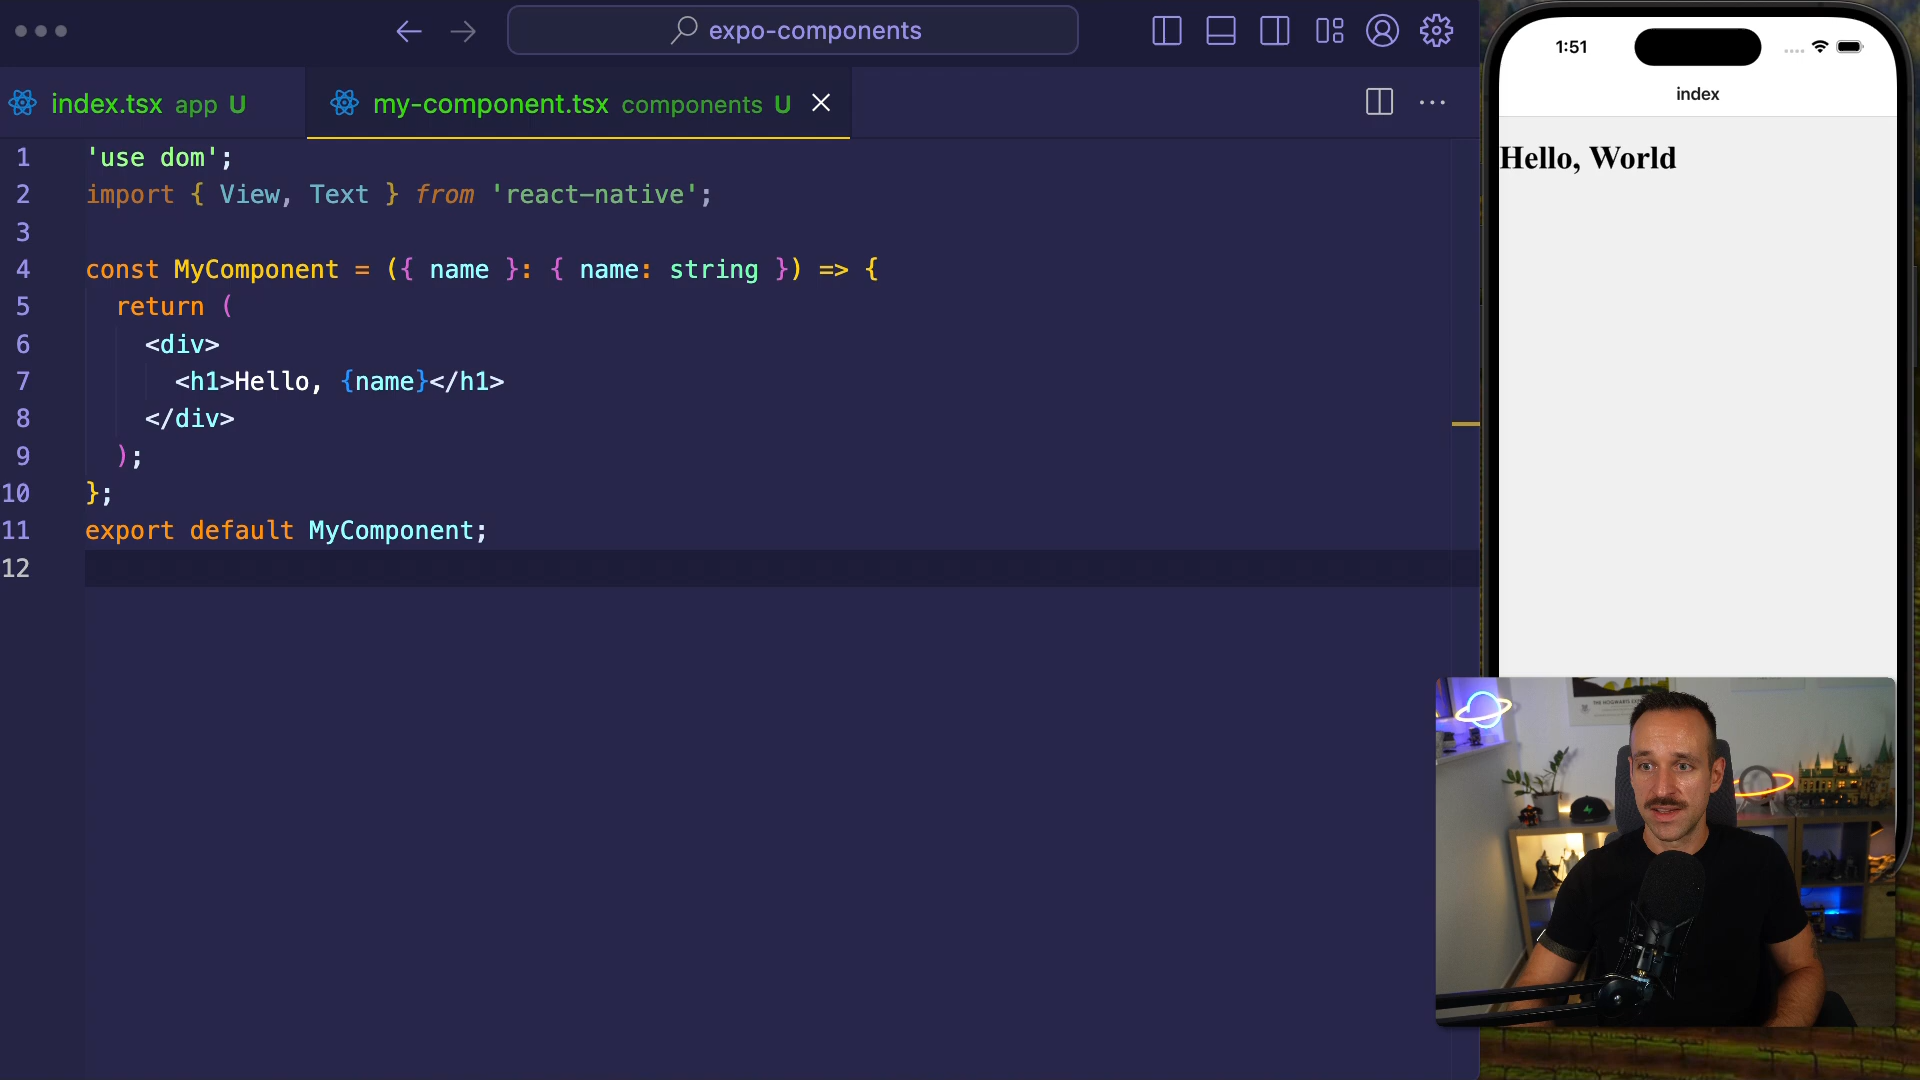 expo-components
index.tsx app U
my-component.tsx components U
1 'use dom';
2 import { View, Text } from 'react-native';
3
4 const MyComponent = ({ name }: { name: string }) => {
5 return (
6 <div>
7 <h1>Hello, {name}</h1>
8 </div>
9 );
10 };
11 export default MyComponent;
12
1:51
index
Hello, World